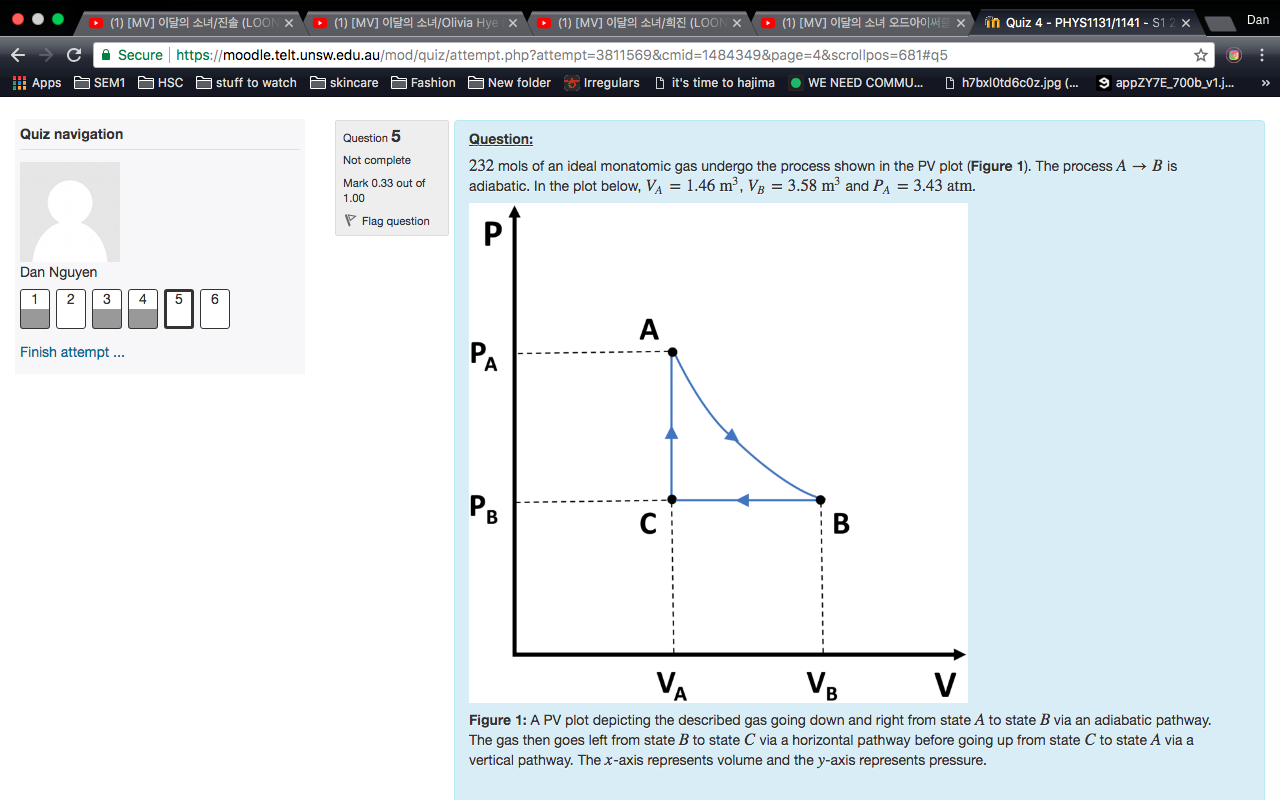 (1) [MV] 이달의 소녀/진솔 (LOON
(1) [MV] 이달의 소녀/Olivia Hye
(1) [MV] 이달의 소녀/희진 (LOON
(1) [MV] 이달의 소녀 오드아이써클
Quiz 4 - PHYS1131/1141 - S1 2
Dan
Secure | https://moodle.telt.unsw.edu.au/mod/quiz/attempt.php?attempt=3811569&cmid=1484349&page=4&scrollpos=681#q5
Apps SEM1 HSC stuff to watch skincare Fashion New folder Irregulars it's time to hajima WE NEED COMMU... h7bxl0td6c0z.jpg (... appZY7E_700b_v1.j... »
Quiz navigation
Dan Nguyen
1 2 3 4 5 6
Finish attempt ...
Question 5
Not complete
Mark 0.33 out of
1.00
Flag question
Question:
232 mols of an ideal monatomic gas undergo the process shown in the PV plot (Figure 1). The process A → B is
adiabatic. In the plot below, V_A = 1.46 m³, V_B = 3.58 m³ and P_A = 3.43 atm.
P
A
P_A
P_B
C
B
V_A
V_B
V
Figure 1: A PV plot depicting the described gas going down and right from state A to state B via an adiabatic pathway.
The gas then goes left from state B to state C via a horizontal pathway before going up from state C to state A via a
vertical pathway. The x-axis represents volume and the y-axis represents pressure.